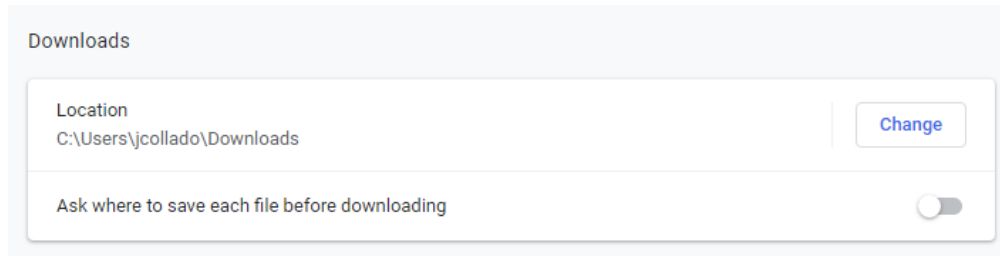 Downloads
Location
C:\Users\jcollado\Downloads
Change
Ask where to save each file before downloading